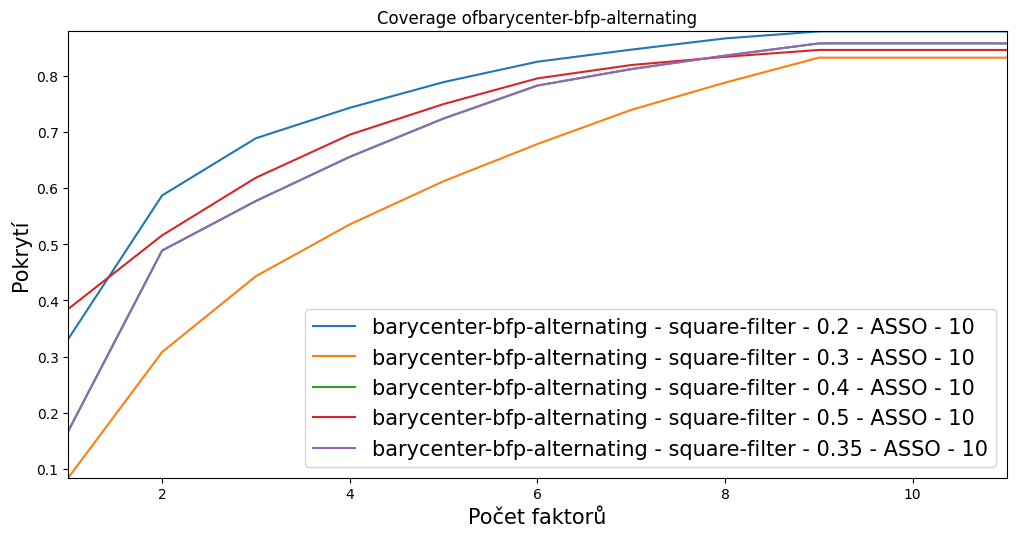 Coverage ofbarycenter-bfp-alternating
Pokrytí
0.8
0.7
0.6
0.5
0.4
0.3
0.2
0.1
barycenter-bfp-alternating - square-filter - 0.2 - ASSO - 10
barycenter-bfp-alternating - square-filter - 0.3 - ASSO - 10
barycenter-bfp-alternating - square-filter - 0.4 - ASSO - 10
barycenter-bfp-alternating - square-filter - 0.5 - ASSO - 10
barycenter-bfp-alternating - square-filter - 0.35 - ASSO - 10
2 4 6 8 10
Počet faktorů